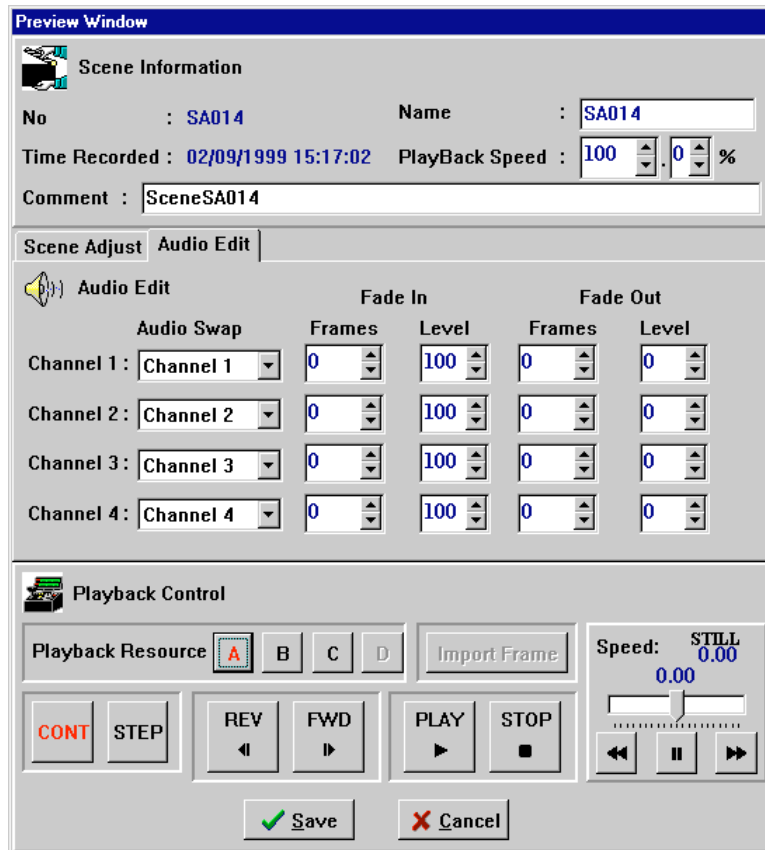 Preview Window
Scene Information
No : SA014 Name : SA014
Time Recorded : 02/09/1999 15:17:02 PlayBack Speed : 100 . 0 %
Comment : SceneSA014
Scene Adjust Audio Edit
Audio Edit Fade In Fade Out
Audio Swap Frames Level Frames Level
Channel 1 : Channel 1 0 100 0 0
Channel 2 : Channel 2 0 100 0 0
Channel 3 : Channel 3 0 100 0 0
Channel 4 : Channel 4 0 100 0 0
Playback Control
Playback Resource A B C D Import Frame Speed: STILL
0.00
0.00
CONT STEP REV FWD PLAY STOP
Save Cancel